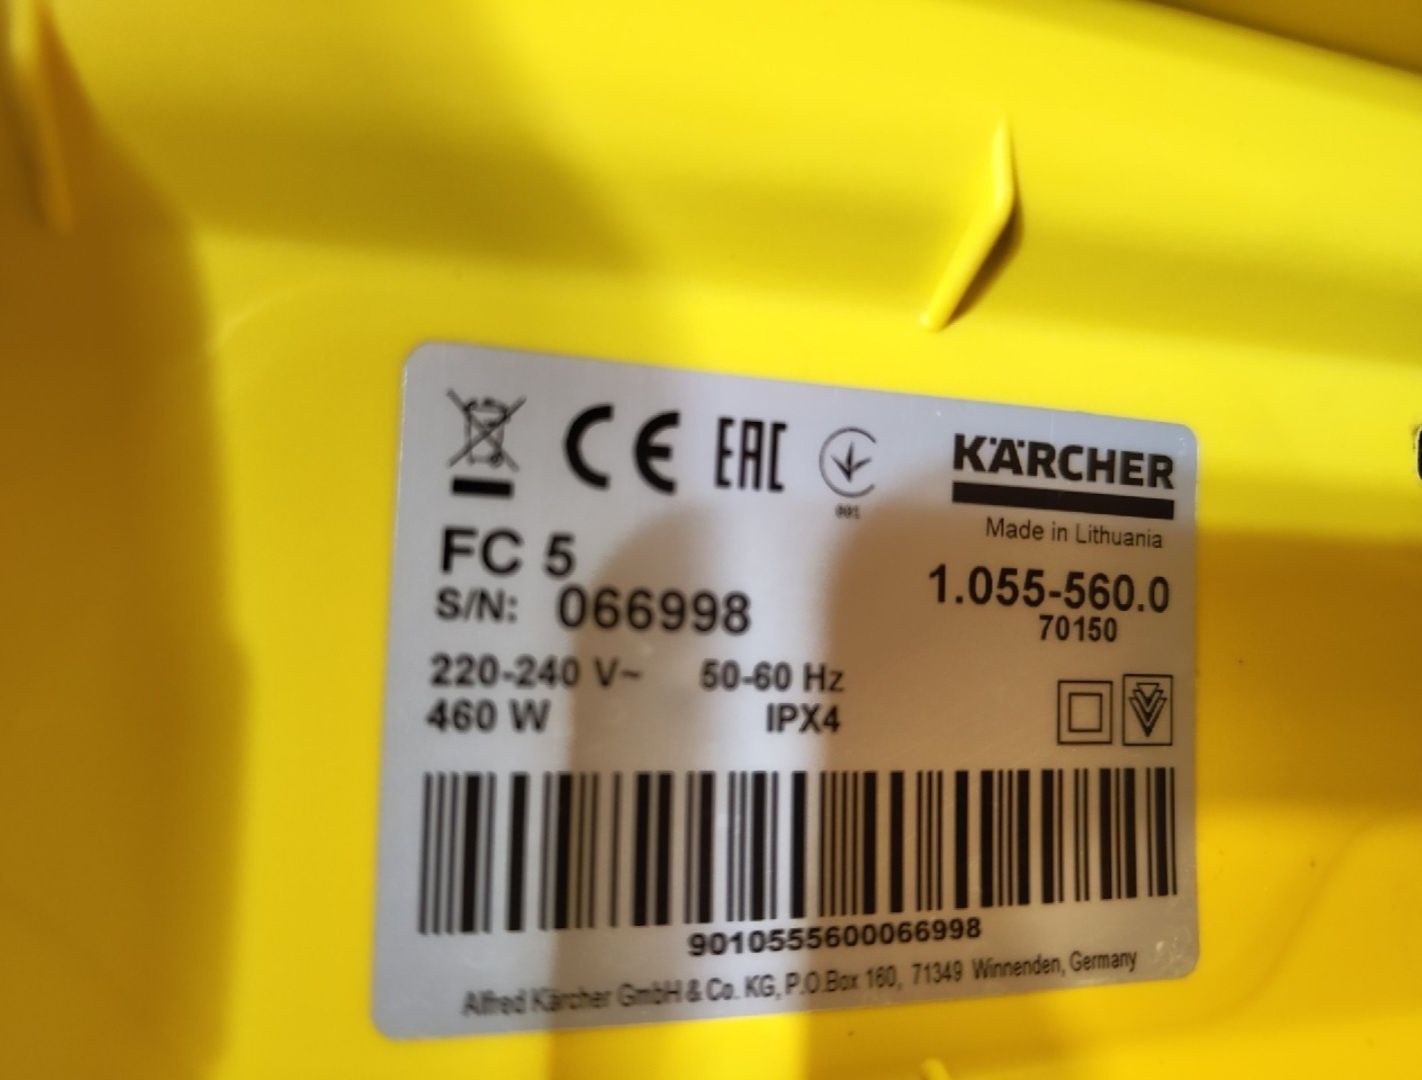 CE EAC
001
KÄRCHER
Made in Lithuania
FC 5
S/N: 066998
1.055-560.0
70150
220-240 V~ 50-60 Hz
460 W IPX4
9010555600066998
Alfred Kärcher GmbH & Co. KG, P.O.Box 160, 71349 Winnenden, Germany